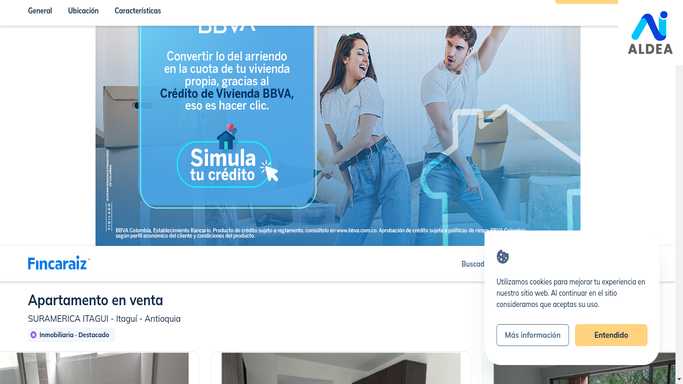 General Ubicación Características
ALDEA
BBVA
Convertir lo del arriendo
en la cuota de tu vivienda
propia, gracias al
Crédito de Vivienda BBVA,
eso es hacer clic.
Simula
tu crédito
BBVA Colombia, Establecimiento Bancario. Producto de crédito sujeto a reglamento, consúltelo en www.bbva.com.co. Aprobación de crédito sujeta a políticas de riesgo BBVA Colombia
según perfil económico del cliente y condiciones del producto.
Fincaraiz
Buscad
Apartamento en venta
SURAMERICA ITAGUI - Itaguí - Antioquia
Inmobiliaria - Destacado
Utilizamos cookies para mejorar tu experiencia en
nuestro sitio web. Al continuar en el sitio
consideramos que aceptas su uso.
Más información Entendido